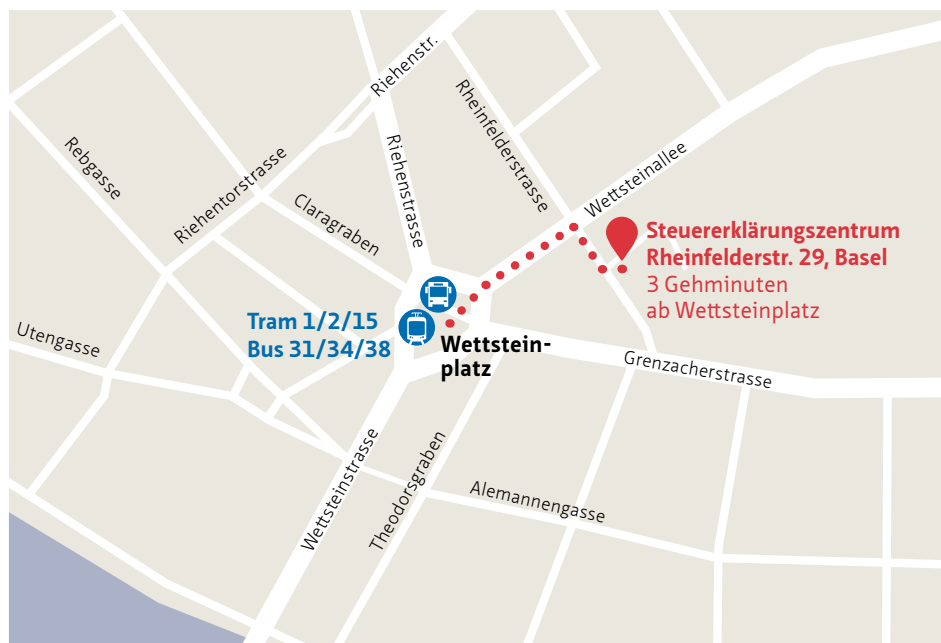 Riehenstr.
Rheinfelderstrasse
Rebgasse
Riehentorstrasse
Riehenstrasse
Claragraben
Wettsteinallee
Steuererklärungszentrum
Rheinfelderstr. 29, Basel
3 Gehminuten
ab Wettsteinplatz
Tram 1/2/15
Bus 31/34/38
Wettstein-
platz
Utengasse
Grenzacherstrasse
Wettsteinstrasse
Theodorsgraben
Alemannengasse